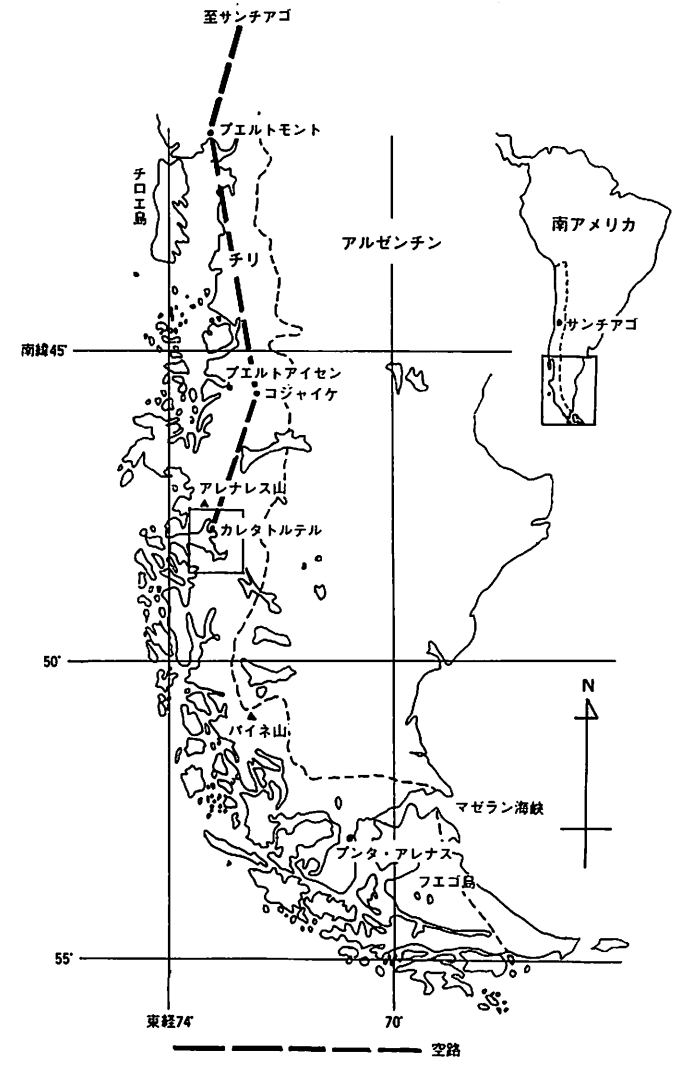 至サンチアゴ
プエルトモント
チロエ島
アルゼンチン
チリ
南アメリカ
サンチアゴ
南緯45°
プエルトアイセン
コジャイケ
アレナレス山
カレタトルテル
50°
N
パイネ山
マゼラン海峡
プンタ・アレナス
フエゴ島
55°
東経74°
70°
空路